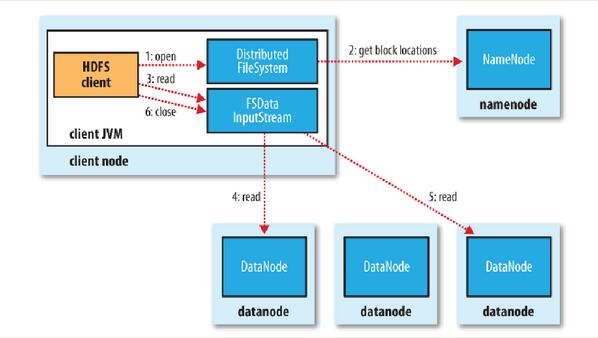 HDFS
client
1: open
3: read
6: close
Distributed
FileSystem
FSData
InputStream
client JVM
client node
2: get block locations
NameNode
namenode
4: read
5: read
DataNode
datanode
DataNode
datanode
DataNode
datanode